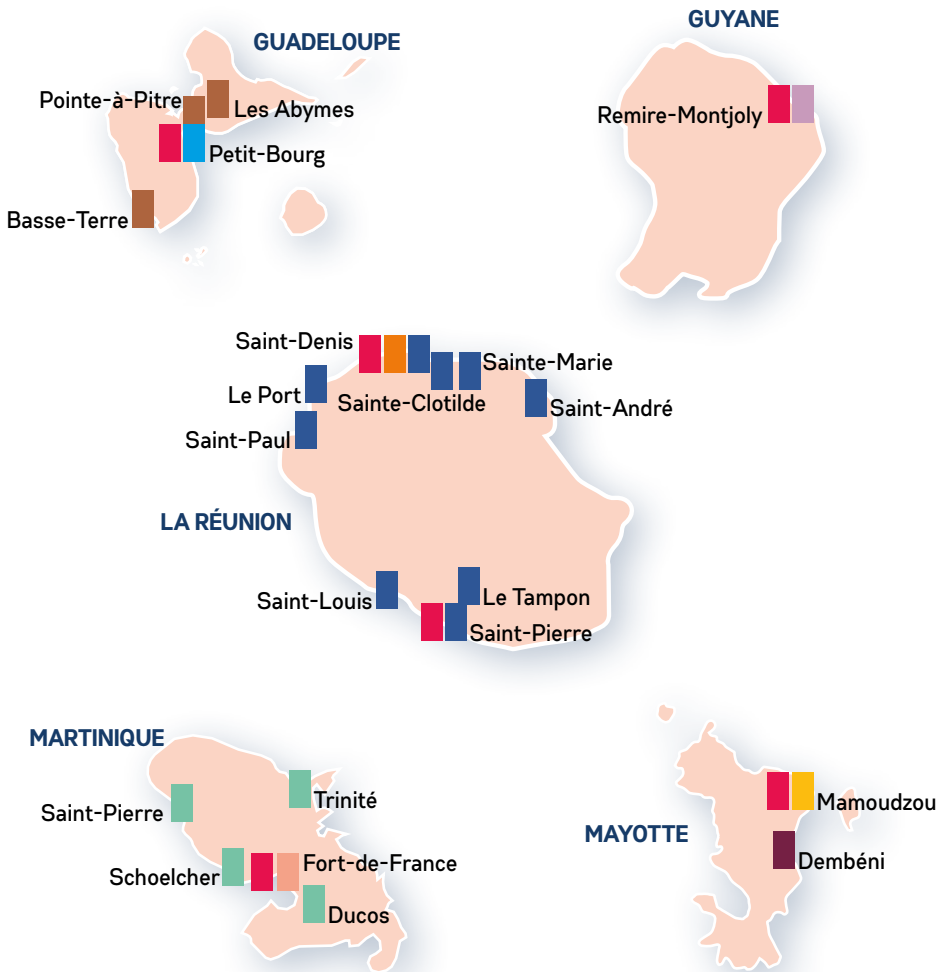 GUADELOUPE
Pointe-à-Pitre
Les Abymes
Petit-Bourg
Basse-Terre
GUYANE
Remire-Montjoly
Saint-Denis
Sainte-Marie
Le Port
Sainte-Clotilde
Saint-André
Saint-Paul
LA RÉUNION
Saint-Louis
Le Tampon
Saint-Pierre
MARTINIQUE
Trinité
Saint-Pierre
Fort-de-France
Schoelcher
Ducos
Mamoudzou
MAYOTTE
Dembéni